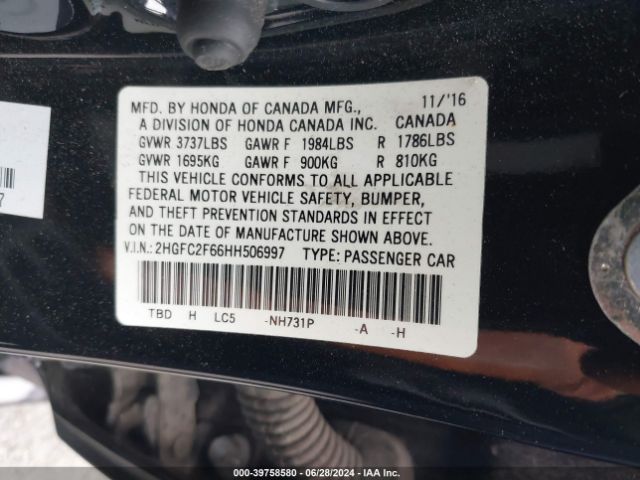 MFD. BY HONDA OF CANADA MFG., 11/'16
A DIVISION OF HONDA CANADA INC. CANADA
GVWR 3737LBS GAWR F 1984LBS R 1786LBS
GVWR 1695KG GAWR F 900KG R 810KG
THIS VEHICLE CONFORMS TO ALL APPLICABLE
FEDERAL MOTOR VEHICLE SAFETY, BUMPER,
AND THEFT PREVENTION STANDARDS IN EFFECT
ON THE DATE OF MANUFACTURE SHOWN ABOVE.
V.I.N.: 2HGFC2F66HH506997 TYPE: PASSENGER CAR
TBD H LC5 -NH731P -A -H
000-39758580 06/28/2024 IAA Inc.